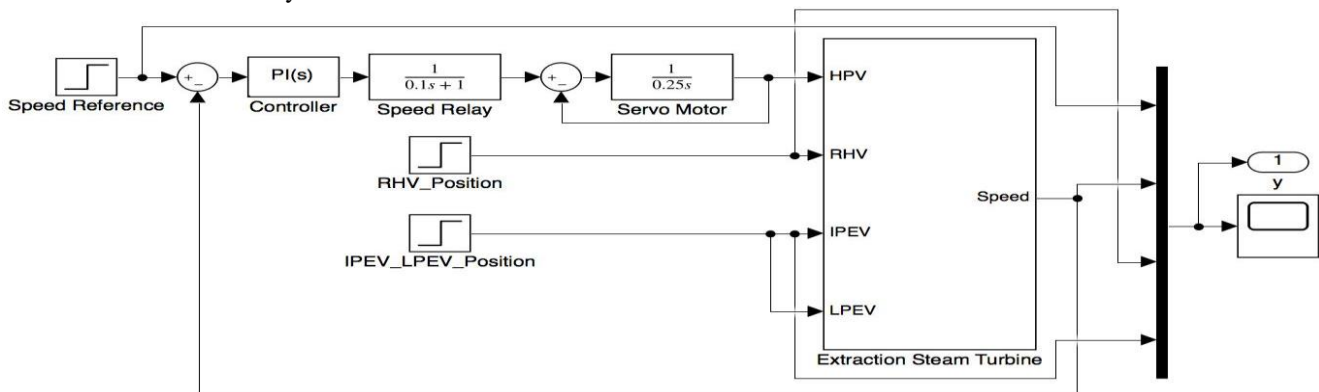 Speed Reference
+
−
PI(s)
Controller
1
0.1s + 1
Speed Relay
+
−
1
0.25s
Servo Motor
RHV_Position
IPEV_LPEV_Position
HPV
RHV
IPEV
LPEV
Speed
Extraction Steam Turbine
1
y